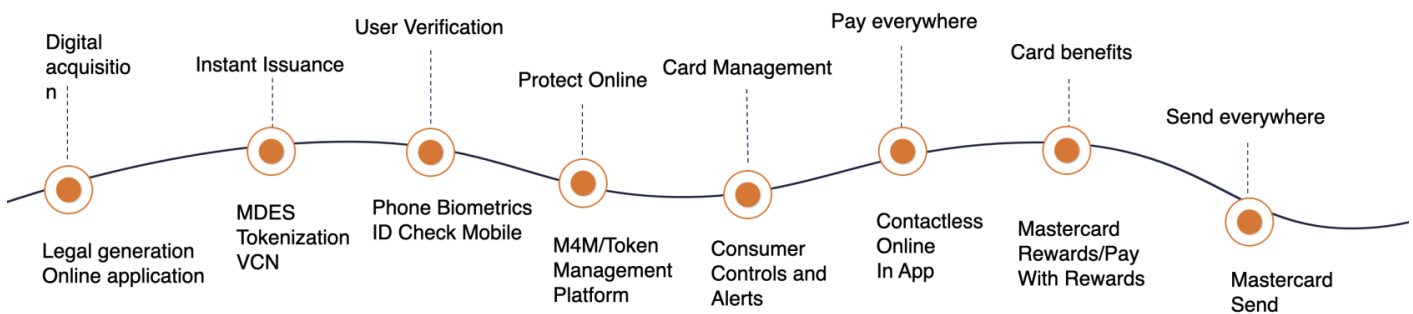 Digital
acquisitio
n
Legal generation
Online application
Instant Issuance
MDES
Tokenization
VCN
User Verification
Phone Biometrics
ID Check Mobile
Protect Online
M4M/Token
Management
Platform
Card Management
Consumer
Controls and
Alerts
Pay everywhere
Contactless
Online
In App
Card benefits
Mastercard
Rewards/Pay
With Rewards
Send everywhere
Mastercard
Send